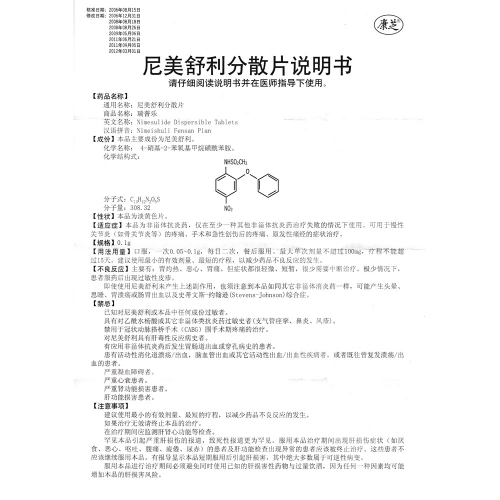 核准日期：2006年08月15日
修改日期：2006年12月31日
2008年08月18日
2008年08月26日
2009年05月06日
2011年06月21日
2011年09月05日
2012年03月01日
康芝
尼美舒利分散片说明书
请仔细阅读说明书并在医师指导下使用。
【药品名称】
通用名称：尼美舒利分散片
商品名称：瑞普乐
英文名称：Nimesulide Dispersible Tablets
汉语拼音：Nimeishuli Fensan Pian
【成份】本品主要成份为尼美舒利。
化学名称： 4-硝基-2-苯氧基甲烷磺酰苯胺。
化学结构式：
NHSO₂CH₃
O
NO₂
分子式：C₁₃H₁₂N₂O₅S
分子量：308.32
【性状】本品为淡黄色片。
【适应症】本品为非甾体抗炎药，仅在至少一种其他非甾体抗炎药治疗失败的情况下使用。可用于慢性
关节炎（如骨关节炎等）的疼痛、手术和急性创伤后的疼痛、原发性痛经的症状治疗。
【规格】0.1g
【用法用量】口服，一次0.05~0.1g，每日二次，餐后服用。最大单次剂量不超过100mg，疗程不能超
过15天。建议使用最小的有效剂量、最短的疗程，以减少药品不良反应的发生。
【不良反应】主要有：胃灼热、恶心、胃痛，但症状都很轻微、短暂，很少需要中断治疗。极少情况下，
患者服药后出现过敏性皮疹。
即使使用尼美舒利未产生上述副作用，也须注意到本品如同其它非甾体消炎药一样，可能产生头晕、
思睡、胃溃疡或肠胃出血以及史蒂文斯-约翰逊(Stevens-Johnson)综合症。
【禁忌】
已知对尼美舒利或本品中任何成份过敏者。
具有对乙酰水杨酸或其它非甾体类抗炎药过敏史者(支气管痉挛，鼻炎、风疹)。
禁用于冠状动脉搭桥手术（CABG）围手术期疼痛的治疗。
对尼美舒利具有肝毒性反应病史者。
有应用非甾体抗炎药后发生胃肠道出血或穿孔病史的患者。
患有活动性消化道溃疡/出血，脑血管出血或其它活动性出血/出血性疾病者，或者既往曾复发溃疡/出
血的患者。
严重凝血障碍者。
严重心衰患者。
严重肾功能损害患者。
肝功能损害患者。
【注意事项】
建议使用最小的有效剂量、最短的疗程，以减少药品不良反应的发生。
如果治疗无效请终止本品的治疗。
在治疗期间应监测肝肾心功能等检查。
罕见本品引起严重肝损伤的报道，致死性报道更为罕见。服用本品治疗期间出现肝损伤症状（如厌
食、恶心、呕吐、腹痛、疲倦、尿赤）的患者及肝功能检查出现异常的患者应该被终止治疗。这些患者不
应该继续服用本品。有报导显示本品短期服用后引起肝损害，其中绝大多数属于可逆性病变。
服用本品进行治疗期间必须避免同时使用已知的肝损害性药物与过量饮酒，因为任何一种因素均可能
增加本品的肝损害风险。